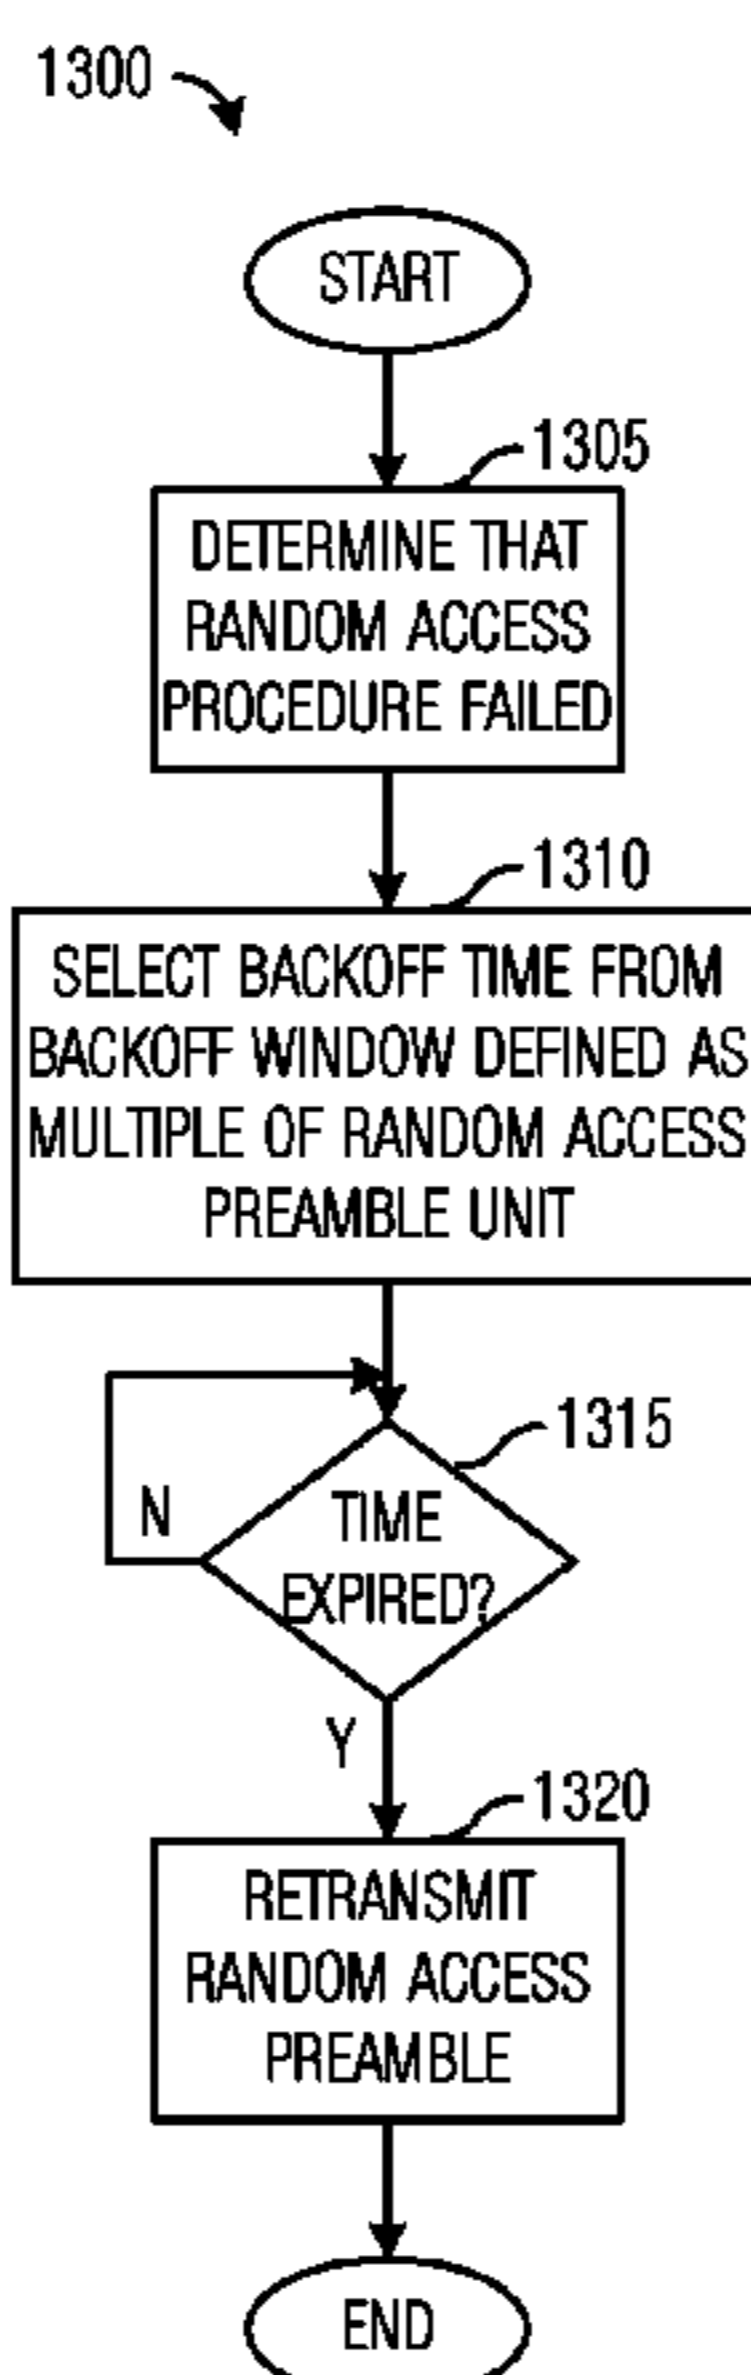 1300
START
1305
DETERMINE THAT
RANDOM ACCESS
PROCEDURE FAILED
1310
SELECT BACKOFF TIME FROM
BACKOFF WINDOW DEFINED AS
MULTIPLE OF RANDOM ACCESS
PREAMBLE UNIT
1315
N
TIME
EXPIRED?
Y
1320
RETRANSMIT
RANDOM ACCESS
PREAMBLE
END